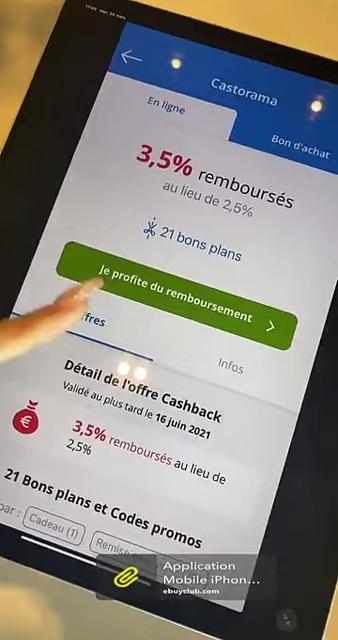 Castorama
En ligne
Bon d'achat
3,5% remboursés
au lieu de 2,5%
21 bons plans
Je profite du remboursement
fres
Infos
Détail de l'offre Cashback
Validé au plus tard le 16 juin 2021
3,5% remboursés au lieu de
2,5%
21 Bons plans et Codes promos
par :
Cadeau (1)
Application
Mobile iPhon...
ebuyclub.com